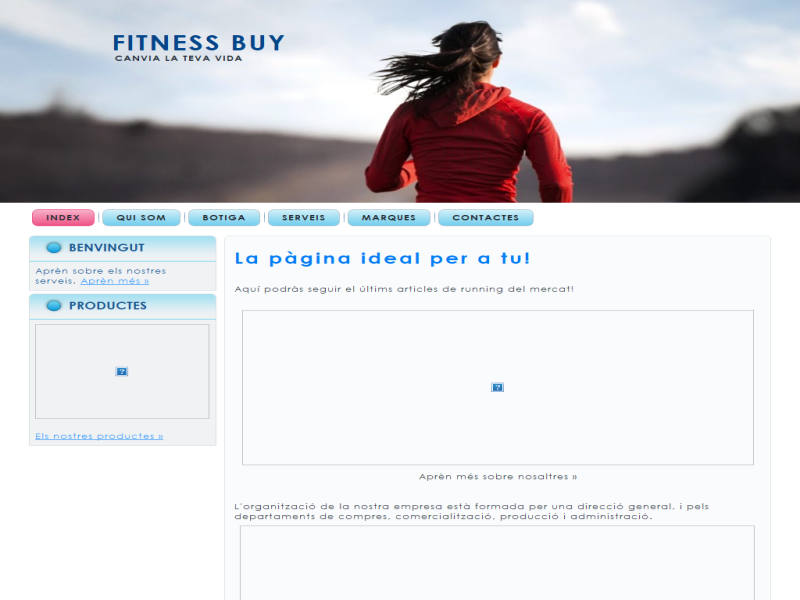 FITNESS BUY
CANVIA LA TEVA VIDA
INDEX
QUI SOM
BOTIGA
SERVEIS
MARQUES
CONTACTES
BENVINGUT
Aprèn sobre els nostres
serveis. Aprèn més »
PRODUCTES
Els nostres productes »
La pàgina ideal per a tu!
Aquí podràs seguir el últims articles de running del mercat!
Aprèn més sobre nosaltres »
L'organització de la nostra empresa està formada per una direcció general, i pels
departaments de compres, comercialització, producció i administració.